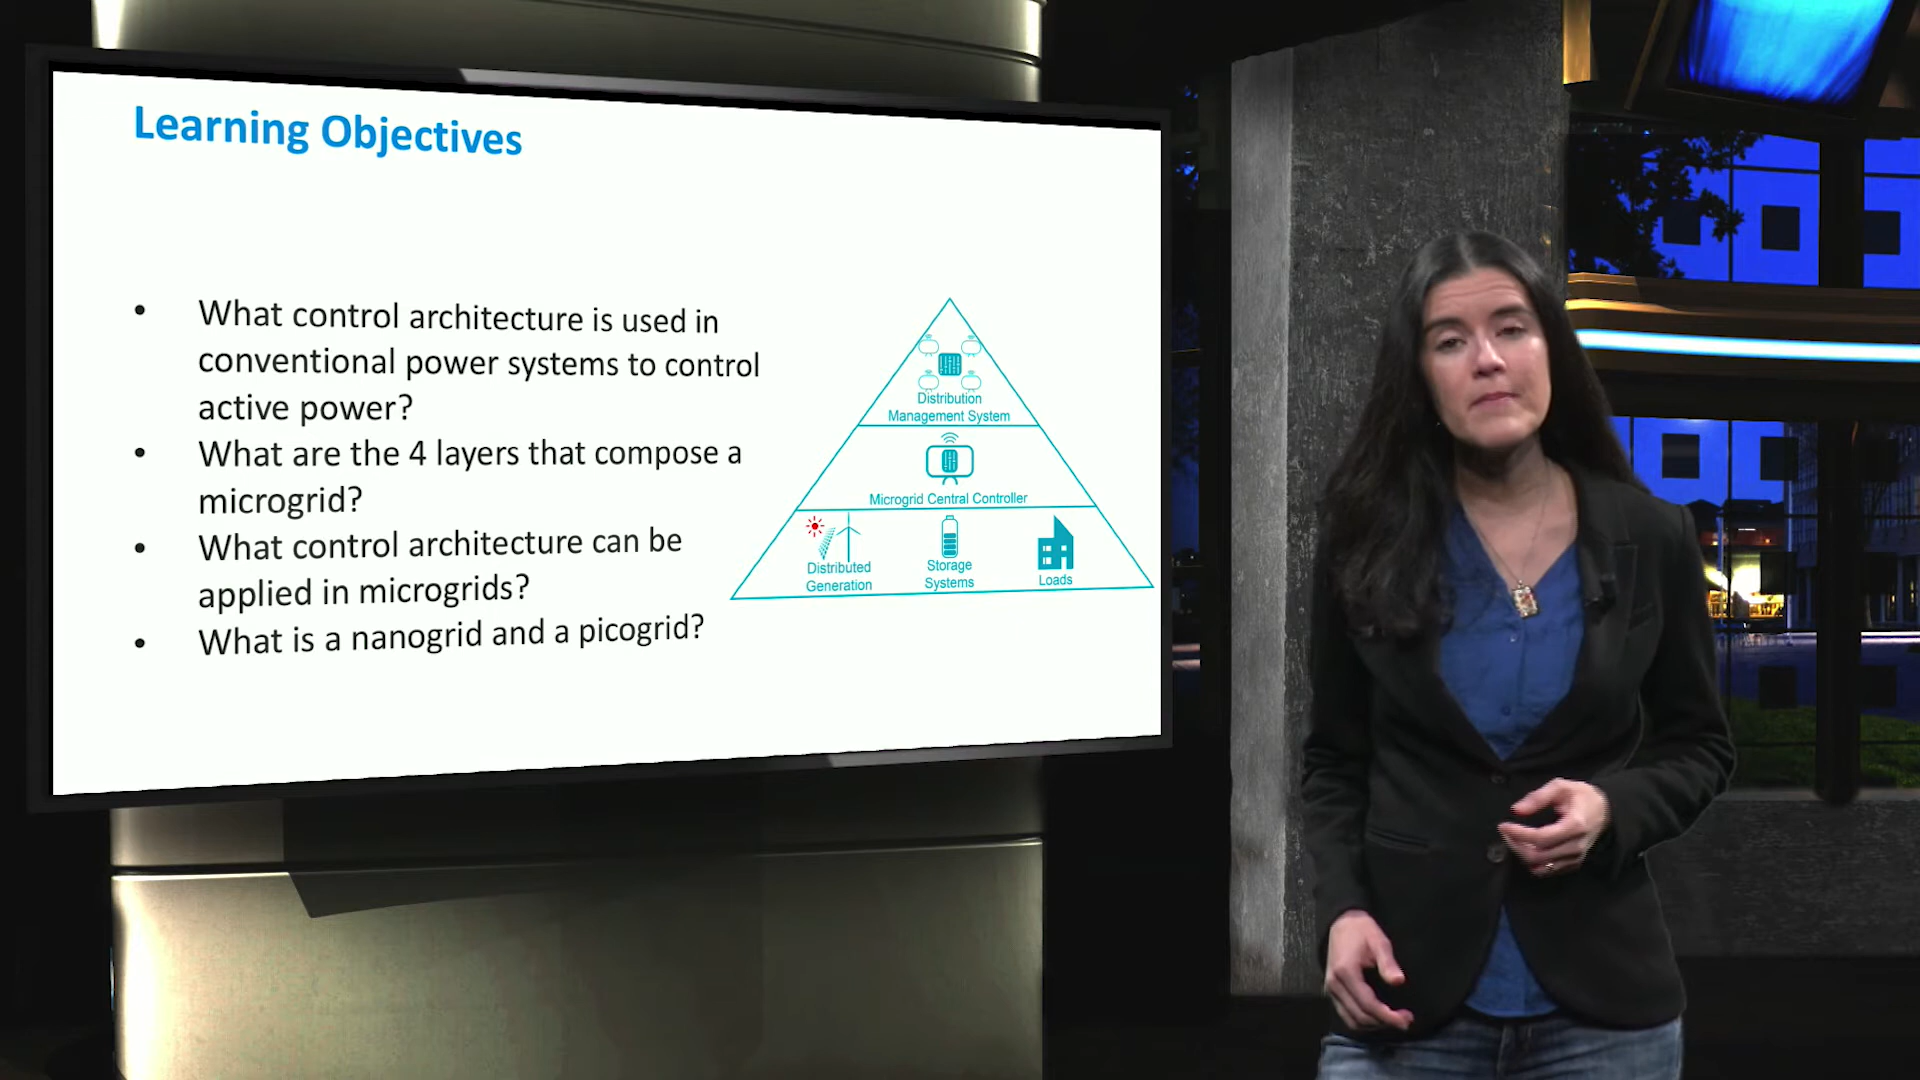 Learning Objectives
• What control architecture is used in
conventional power systems to control
active power?
• What are the 4 layers that compose a
microgrid?
• What control architecture can be
applied in microgrids?
• What is a nanogrid and a picogrid?
Distribution
Management System
Microgrid Central Controller
Distributed
Generation
Storage
Systems
Loads